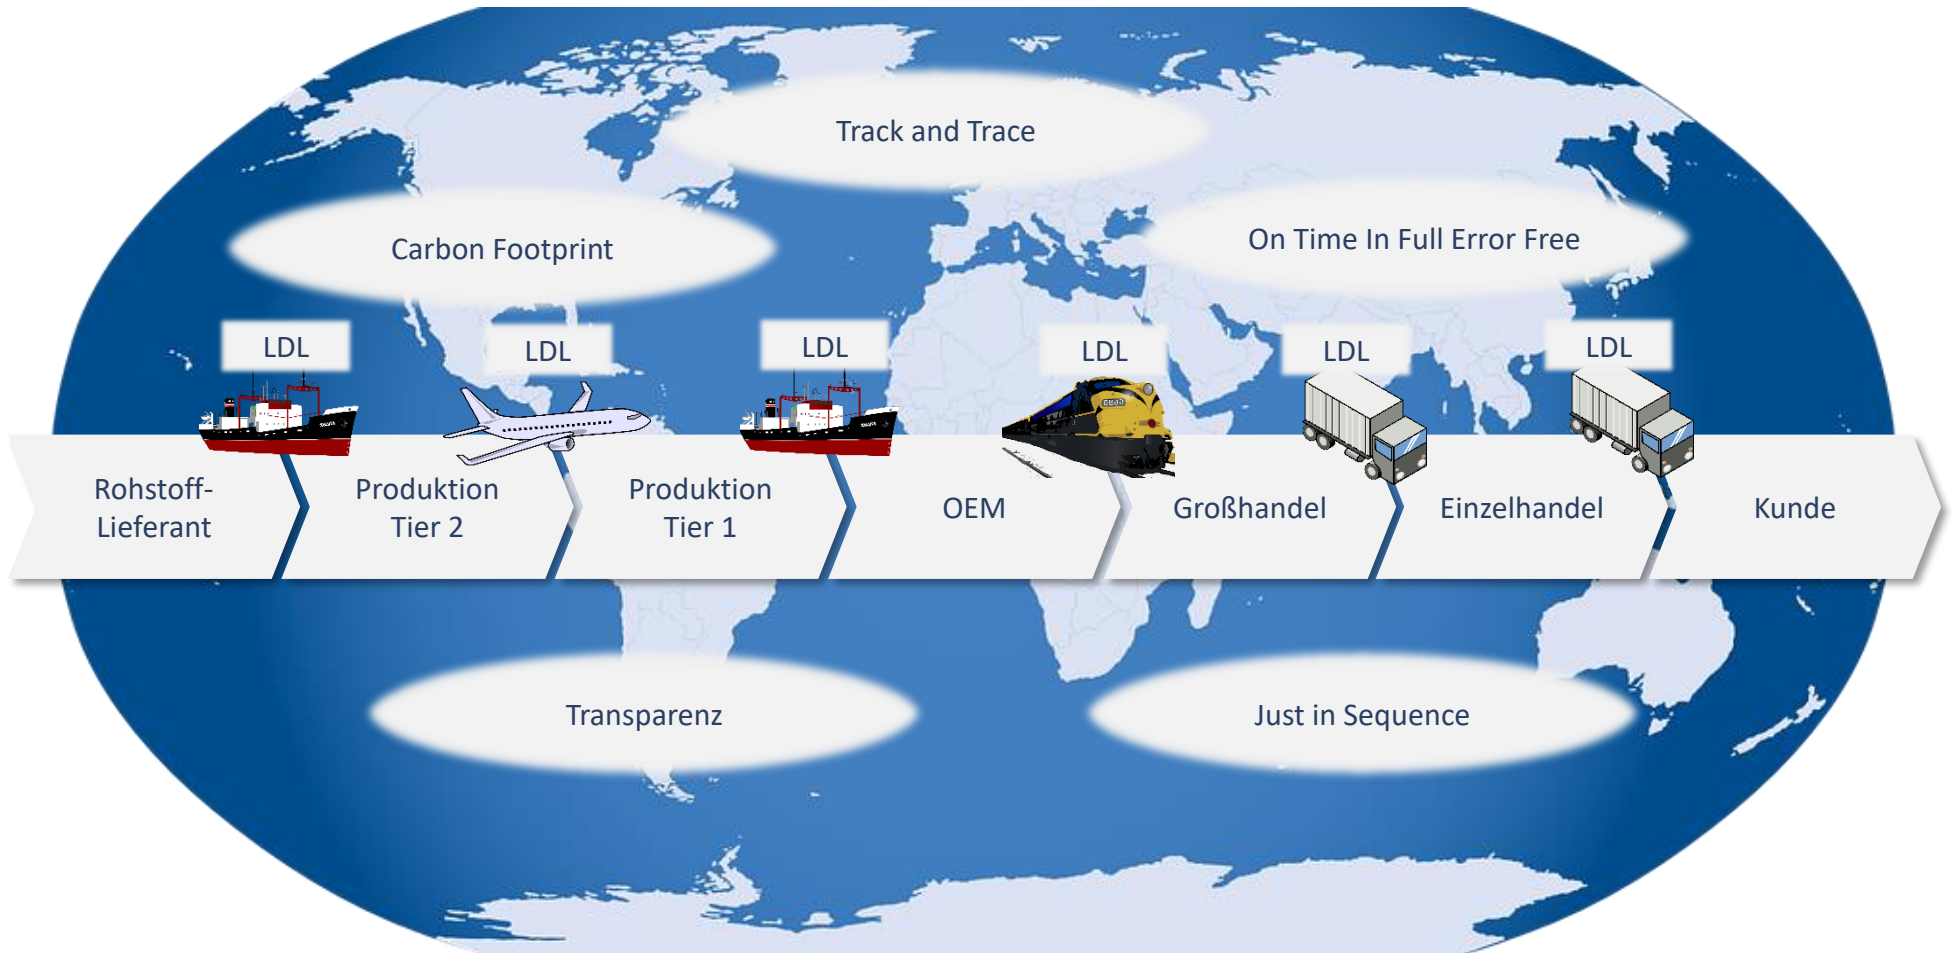 Track and Trace
Carbon Footprint
On Time In Full Error Free
LDL
LDL
LDL
LDL
LDL
LDL
Rohstoff-
Lieferant
Produktion
Tier 2
Produktion
Tier 1
OEM
Großhandel
Einzelhandel
Kunde
Transparenz
Just in Sequence